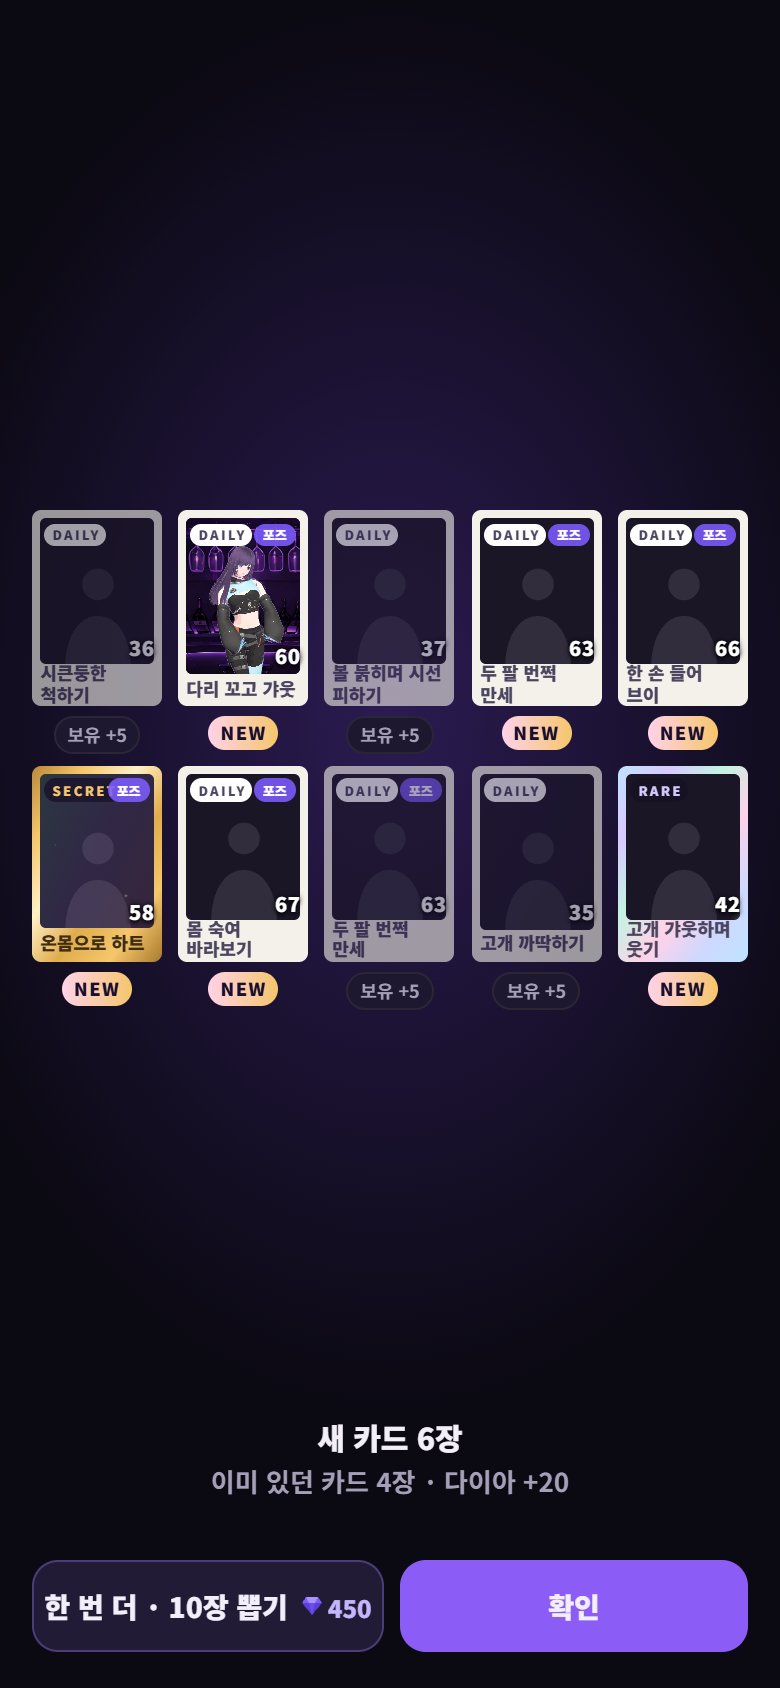 DAILY
36
시큰둥한
척하기
보유 +5
DAILY 포즈
60
다리 꼬고 갸웃
NEW
DAILY
37
볼 붉히며 시선
피하기
보유 +5
DAILY 포즈
63
두 팔 번쩍
만세
NEW
DAILY 포즈
66
한 손 들어
브이
NEW
SECRET 포즈
58
온몸으로 하트
NEW
DAILY 포즈
67
몸 숙여
바라보기
NEW
DAILY 포즈
63
두 팔 번쩍
만세
보유 +5
DAILY
35
고개 까딱하기
보유 +5
RARE
42
고개 갸웃하며
웃기
NEW
새 카드 6장
이미 있던 카드 4장 · 다이아 +20
한 번 더 · 10장 뽑기 450
확인